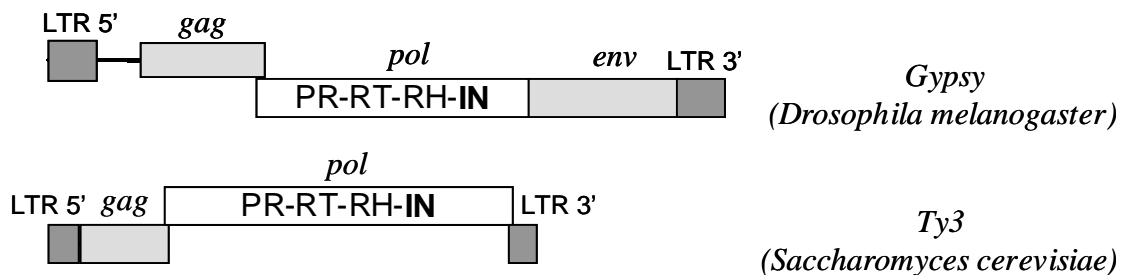 LTR 5’
gag
pol
env
LTR 3’
PR-RT-RH-IN
Gypsy
(Drosophila melanogaster)
pol
LTR 5’
gag
PR-RT-RH-IN
LTR 3’
Ty3
(Saccharomyces cerevisiae)